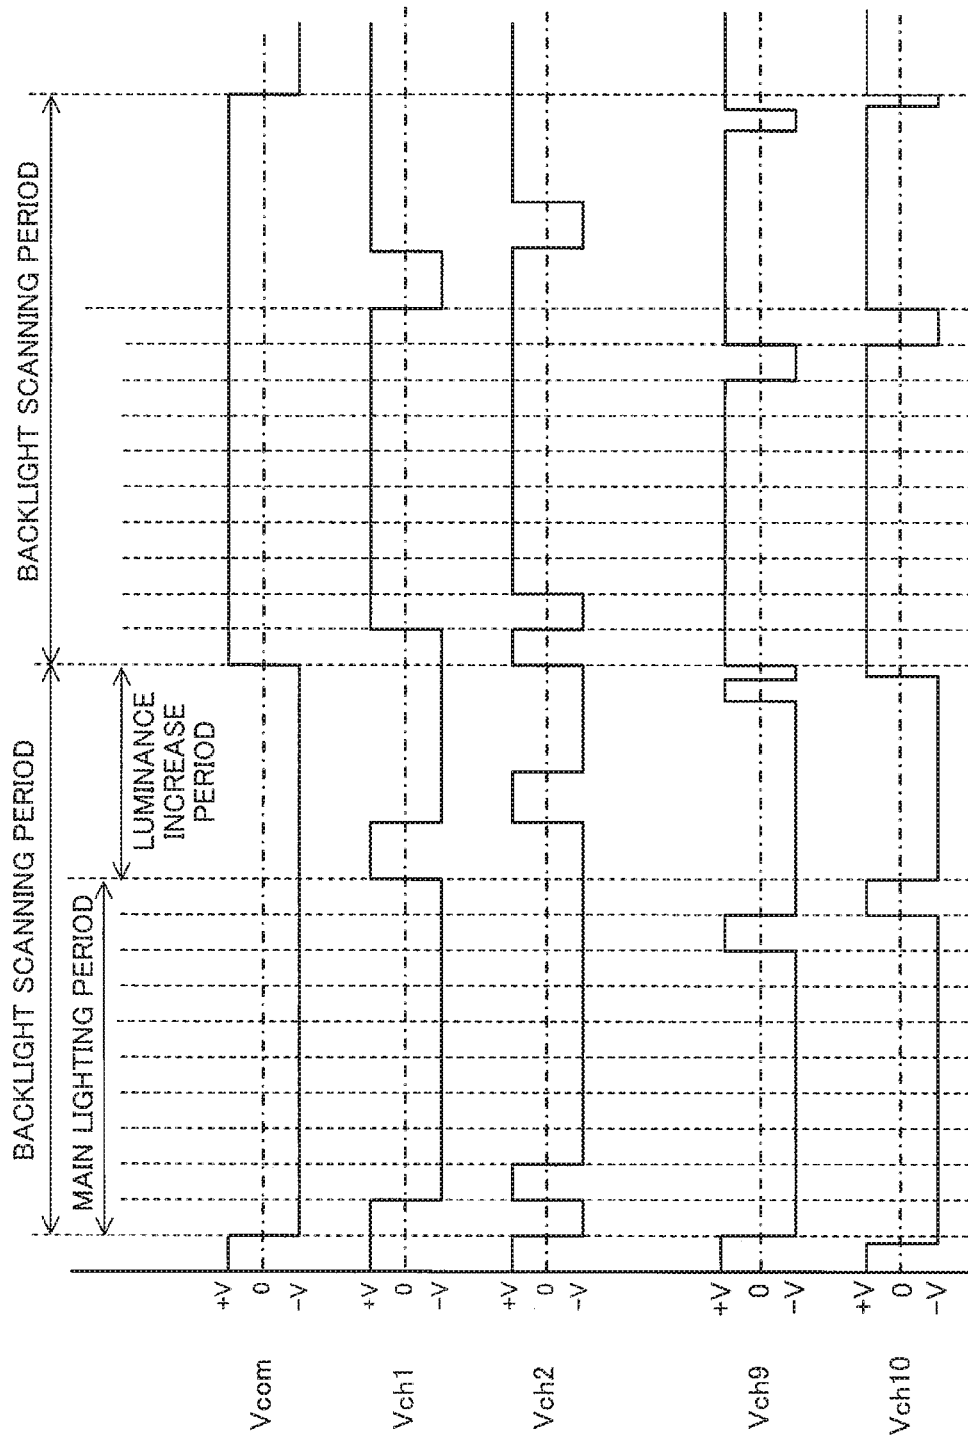 BACKLIGHT SCANNING PERIOD
BACKLIGHT SCANNING PERIOD
MAIN LIGHTING PERIOD
LUMINANCE
INCREASE
PERIOD
Vcom
+V
0
-V
Vch1
+V
0
-V
Vch2
+V
0
-V
Vch9
+V
0
-V
Vch10
+V
0
-V